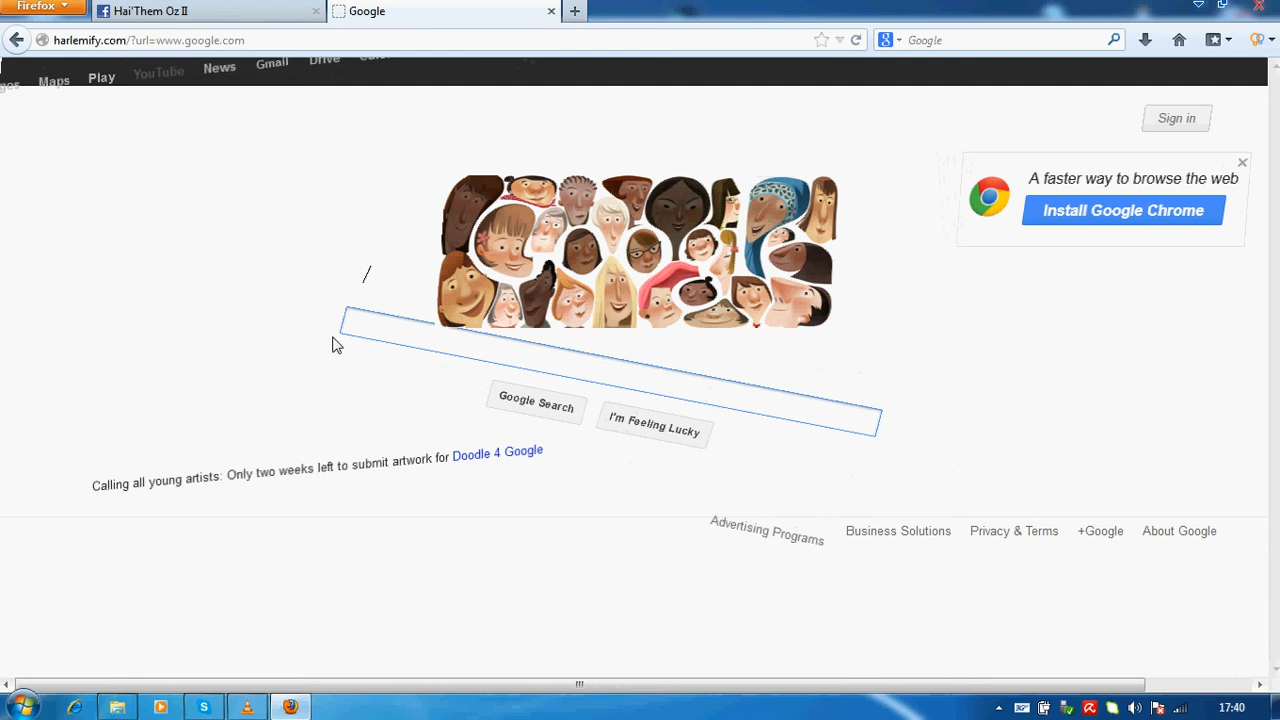 Firefox
Hai'Them Oz II
Google
harlemify.com/?url=www.google.com
Google
Maps Play YouTube News Gmail Drive
Sign in
A faster way to browse the web
Install Google Chrome
Google Search
I'm Feeling Lucky
Calling all young artists: Only two weeks left to submit artwork for Doodle 4 Google
Advertising Programs
Business Solutions
Privacy & Terms
+Google
About Google
17:40